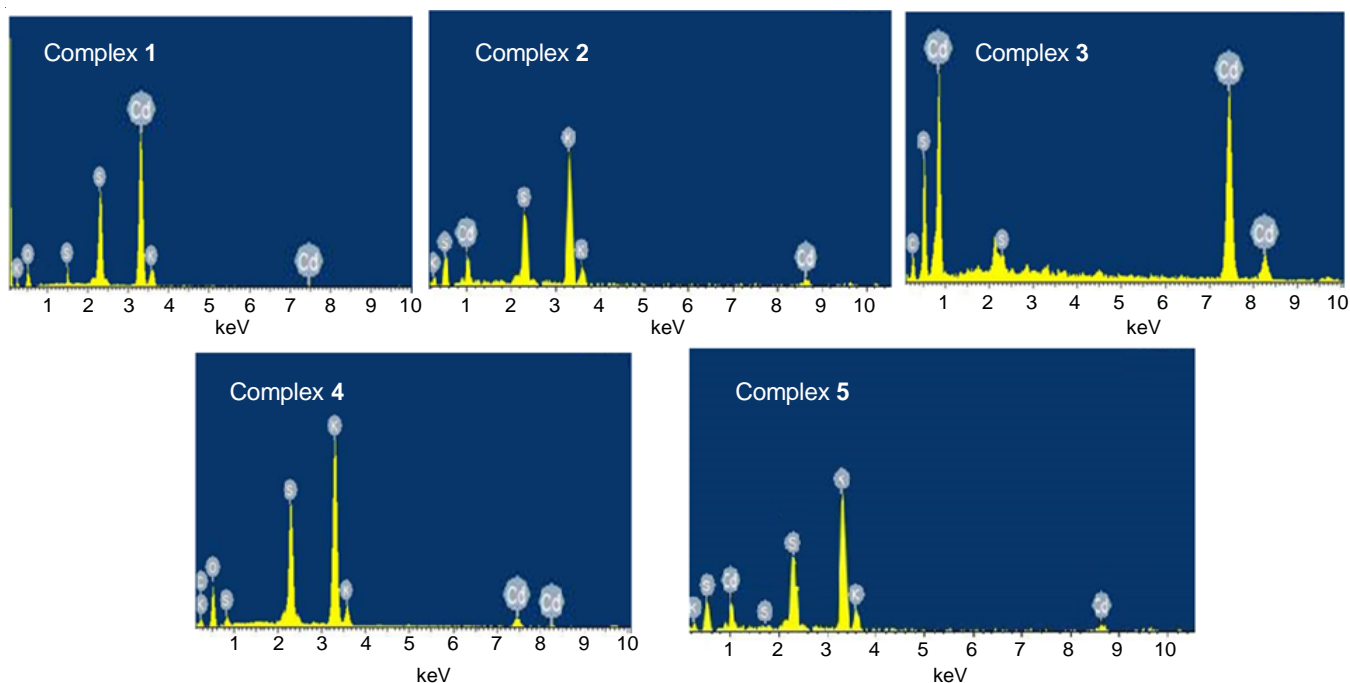 Complex 1
K O S S Cd K Cd
1 2 3 4 5 6 7 8 9 10
keV
Complex 2
K S Cd S K K Cd
1 2 3 4 5 6 7 8 9 10
keV
Complex 3
S Cd S Cd Cd
1 2 3 4 5 6 7 8 9 10
keV
Complex 4
K O S S K K Cd Cd
1 2 3 4 5 6 7 8 9 10
keV
Complex 5
K S Cd S S K K Cd
1 2 3 4 5 6 7 8 9 10
keV